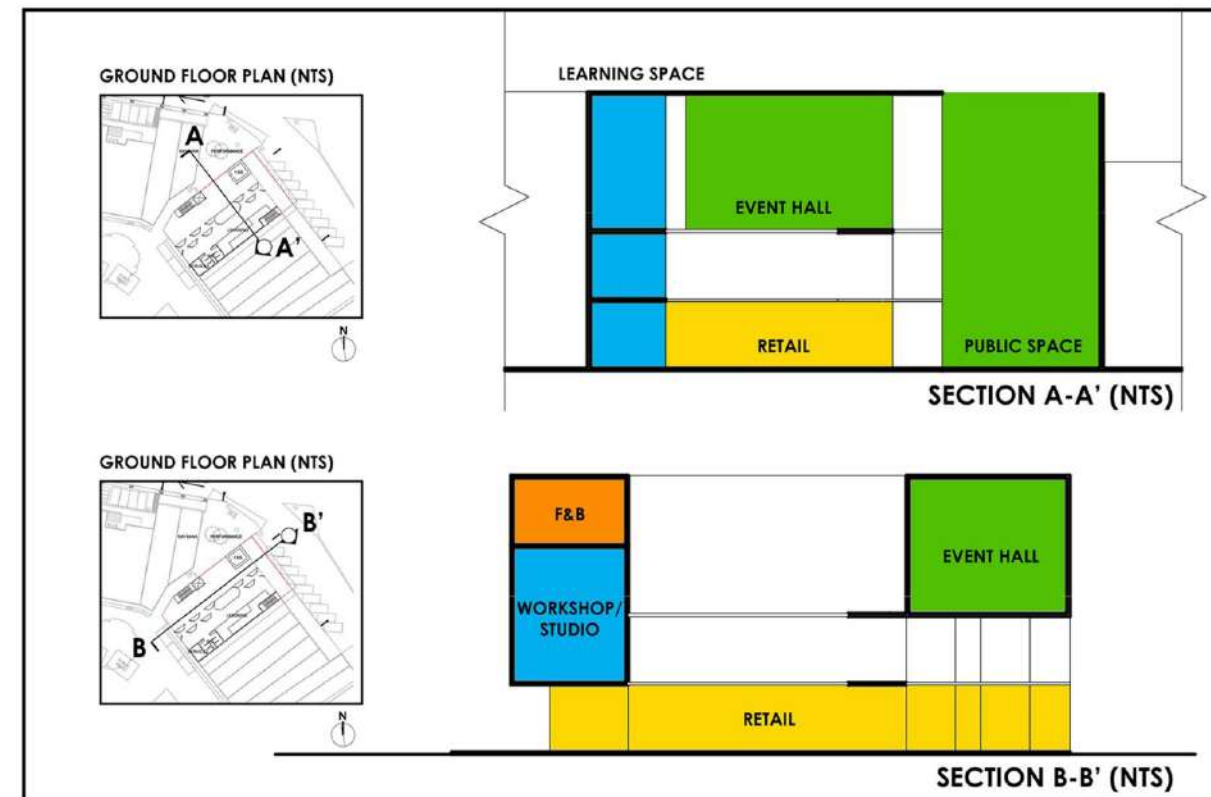 GROUND FLOOR PLAN (NTS)
A
A'
N
LEARNING SPACE
EVENT HALL
RETAIL
PUBLIC SPACE
SECTION A-A' (NTS)
GROUND FLOOR PLAN (NTS)
B'
B
N
F&B
EVENT HALL
WORKSHOP/
STUDIO
RETAIL
SECTION B-B' (NTS)